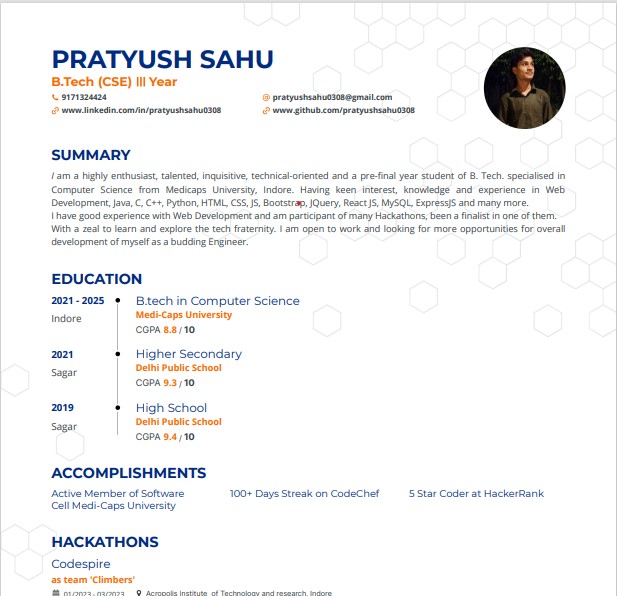 PRATYUSH SAHU
B.Tech (CSE) III Year
9171324424 pratyushsahu0308@gmail.com
www.linkedin.com/in/pratyushsahu0308 www.github.com/pratyushsahu0308
SUMMARY
I am a highly enthusiast, talented, inquisitive, technical-oriented and a pre-final year student of B. Tech. specialised in
Computer Science from Medicaps University, Indore. Having keen interest, knowledge and experience in Web
Development, Java, C, C++, Python, HTML, CSS, JS, Bootstrap, JQuery, React JS, MySQL, ExpressJS and many more.
I have good experience with Web Development and am participant of many Hackathons, been a finalist in one of them.
With a zeal to learn and explore the tech fraternity. I am open to work and looking for more opportunities for overall
development of myself as a budding Engineer.
EDUCATION
2021 - 2025 B.tech in Computer Science
Indore Medi-Caps University
CGPA 8.8 / 10
2021 Higher Secondary
Sagar Delhi Public School
CGPA 9.3 / 10
2019 High School
Sagar Delhi Public School
CGPA 9.4 / 10
ACCOMPLISHMENTS
Active Member of Software 100+ Days Streak on CodeChef 5 Star Coder at HackerRank
Cell Medi-Caps University
HACKATHONS
Codespire
as team 'Climbers'
01/2023 - 03/2023 Acropolis Institute of Technology and research, Indore